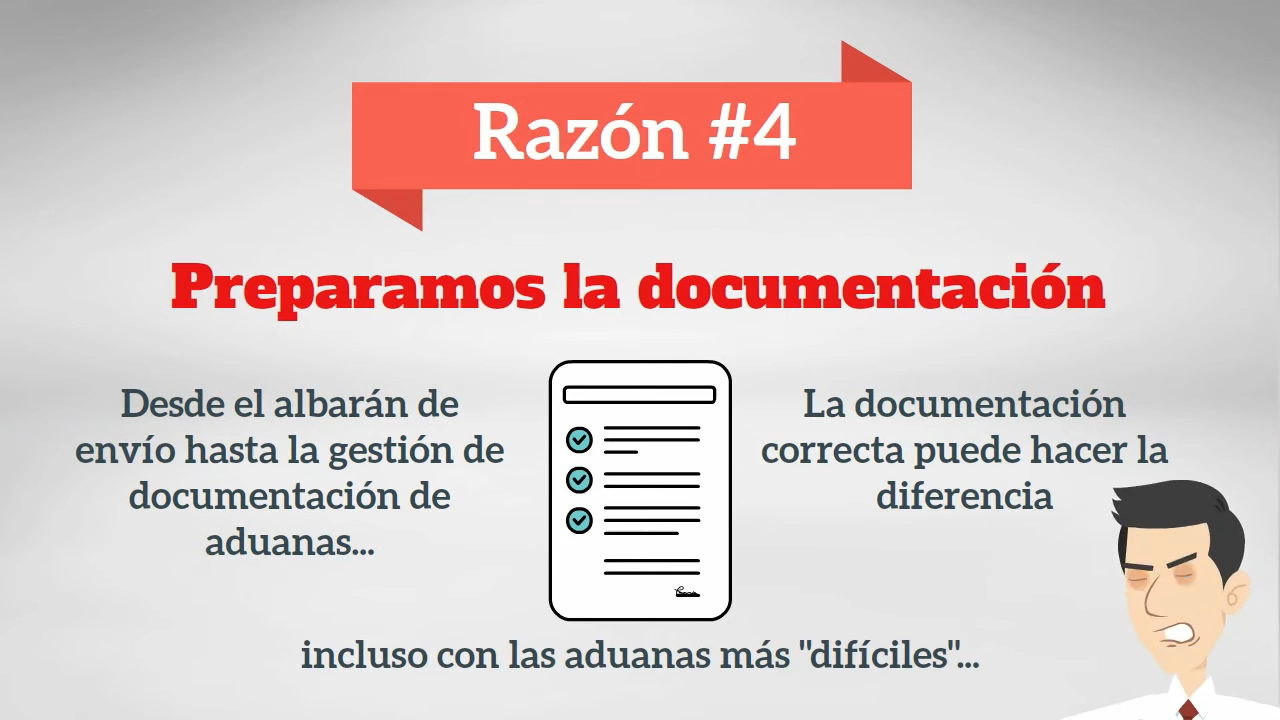 Razón #4
Preparamos la documentación
Desde el albarán de
envío hasta la gestión de
documentación de
aduanas...
La documentación
correcta puede hacer la
diferencia
incluso con las aduanas más "difíciles"...